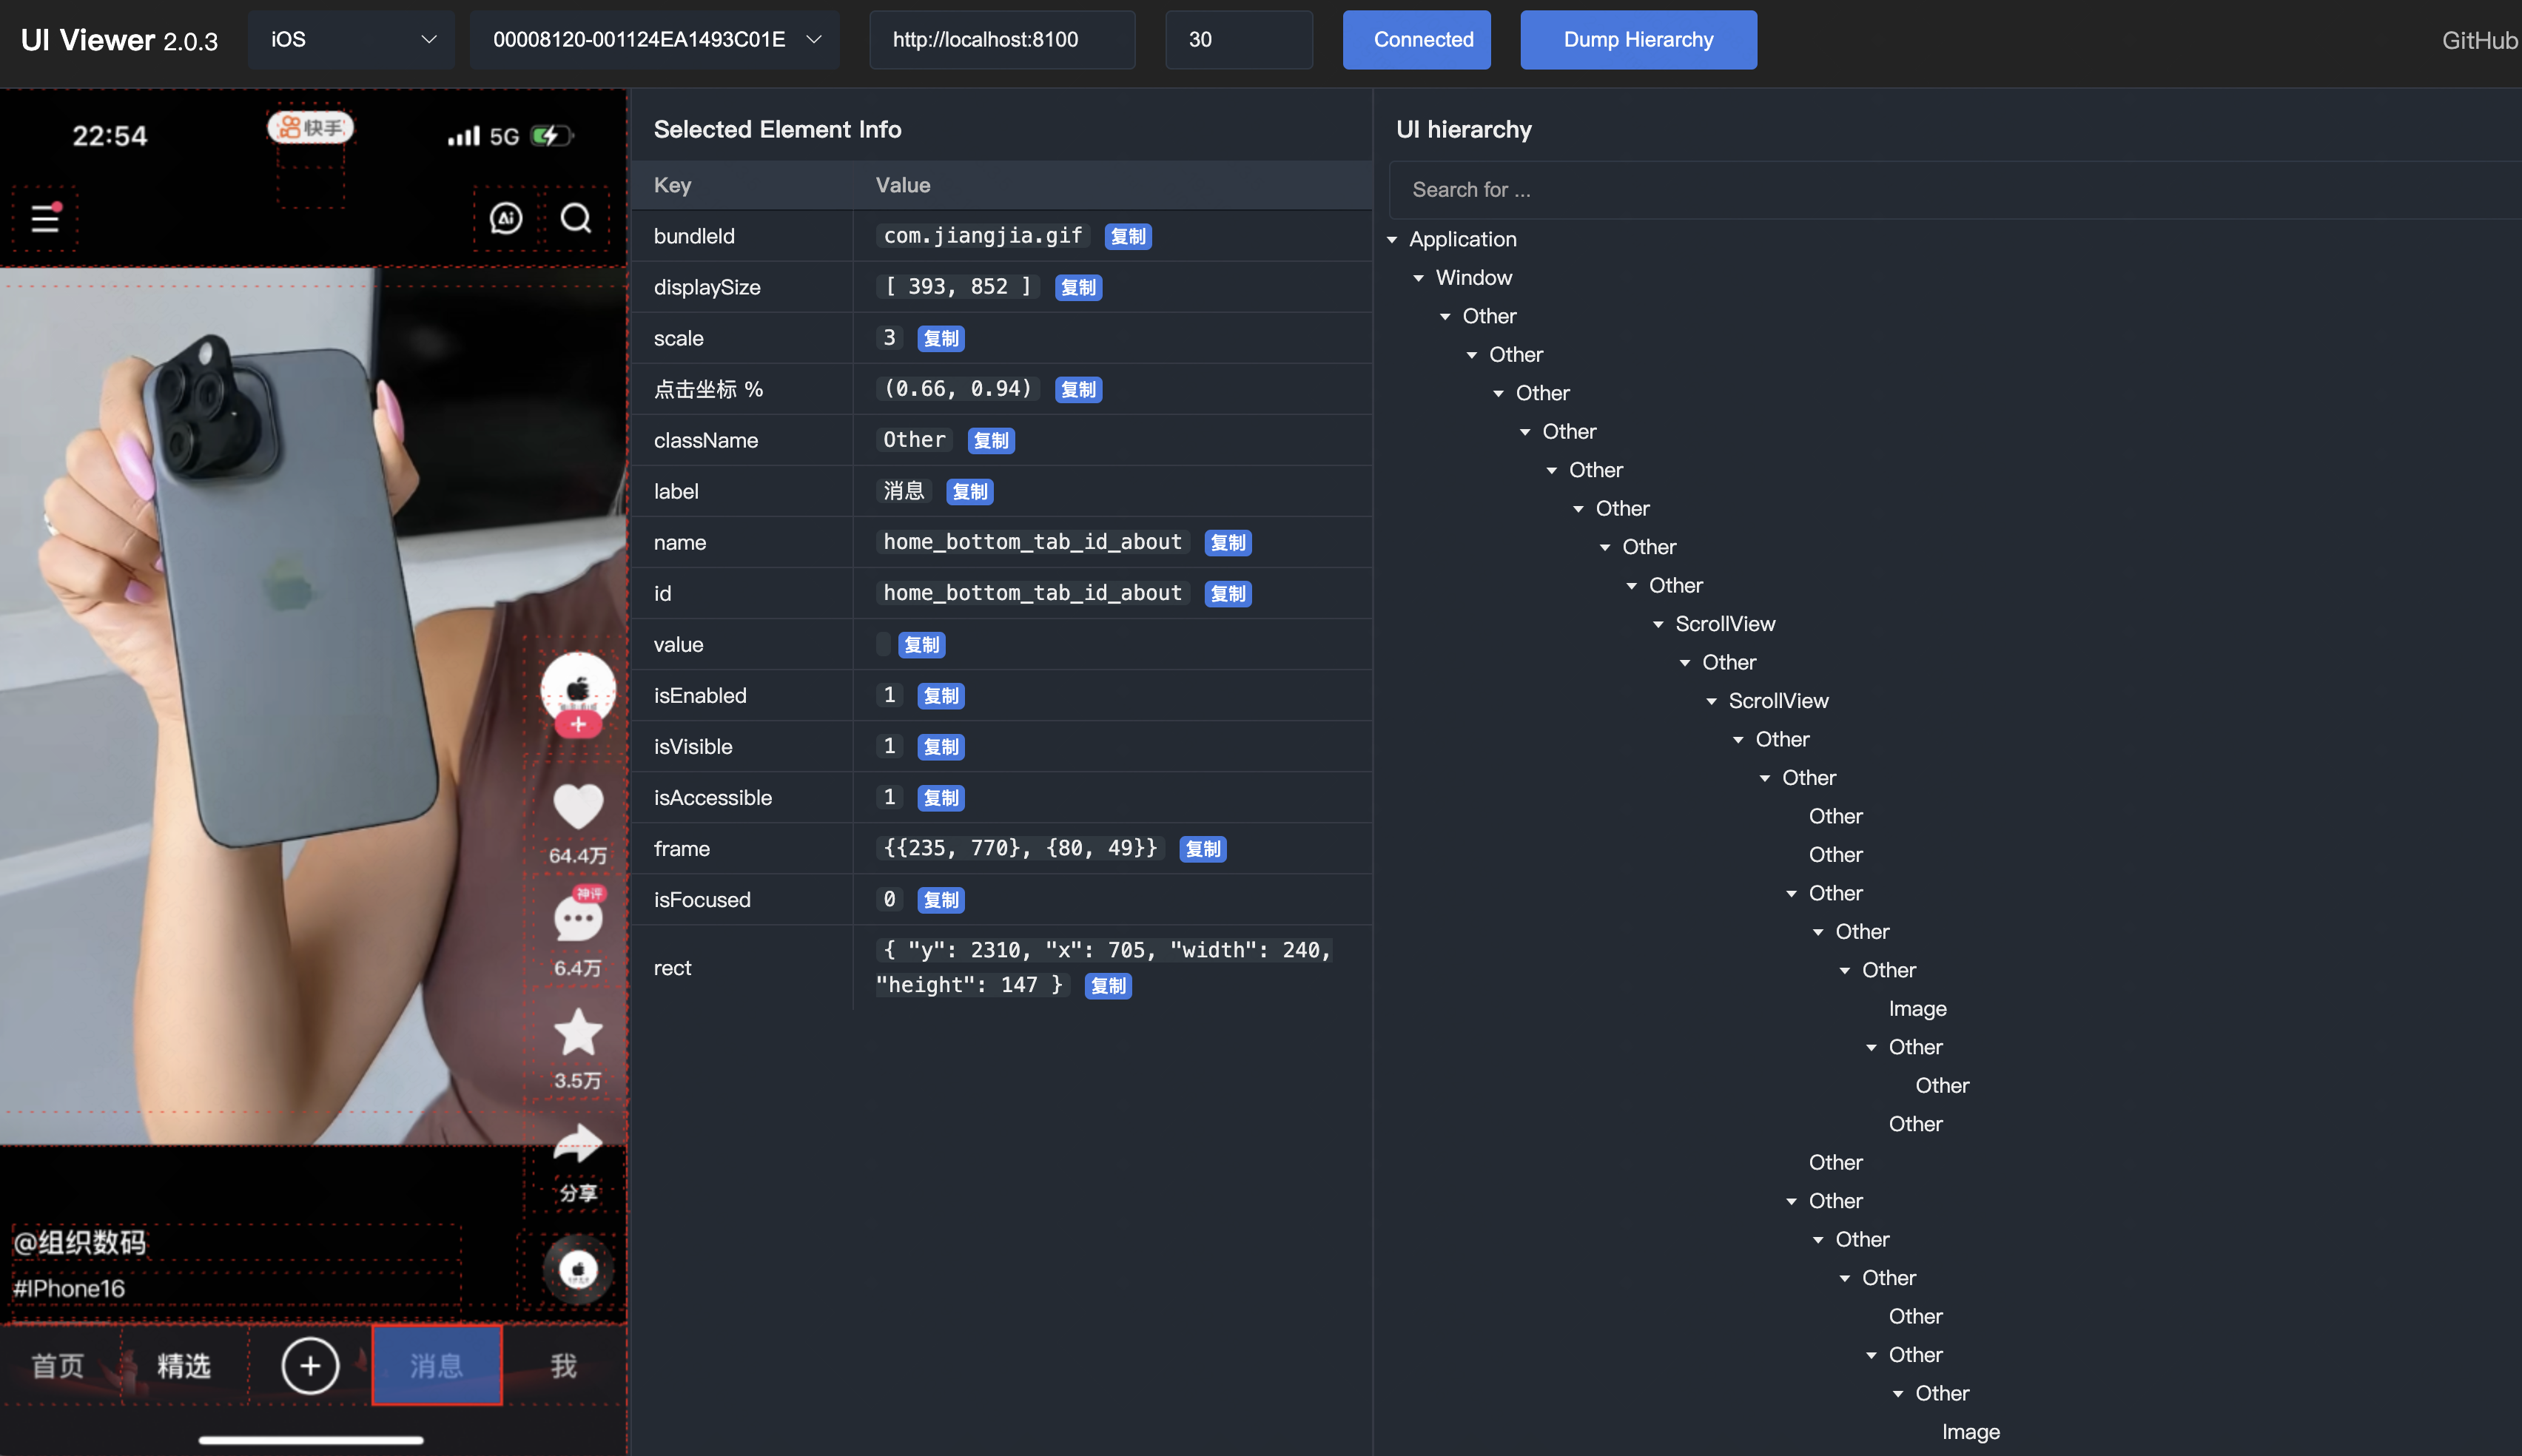 UI Viewer 2.0.3
iOS
00008120-001124EA1493C01E
http://localhost:8100
30
Connected
Dump Hierarchy
GitHub
22:54
快手
5G
Ai
64.4万
神评
6.4万
3.5万
分享
@组织数码
#IPhone16
首页
精选
消息
我
Selected Element Info
Key Value
bundleId com.jiangjia.gif 复制
displaySize [ 393, 852 ] 复制
scale 3 复制
点击坐标 % (0.66, 0.94) 复制
className Other 复制
label 消息 复制
name home_bottom_tab_id_about 复制
id home_bottom_tab_id_about 复制
value 复制
isEnabled 1 复制
isVisible 1 复制
isAccessible 1 复制
frame {{235, 770}, {80, 49}} 复制
isFocused 0 复制
rect { "y": 2310, "x": 705, "width": 240,
"height": 147 } 复制
UI hierarchy
Search for ...
Application
Window
Other
Other
Other
Other
Other
Other
Other
Other
ScrollView
Other
ScrollView
Other
Other
Other
Other
Other
Other
Other
Image
Other
Other
Other
Other
Other
Other
Other
Other
Other
Other
Image